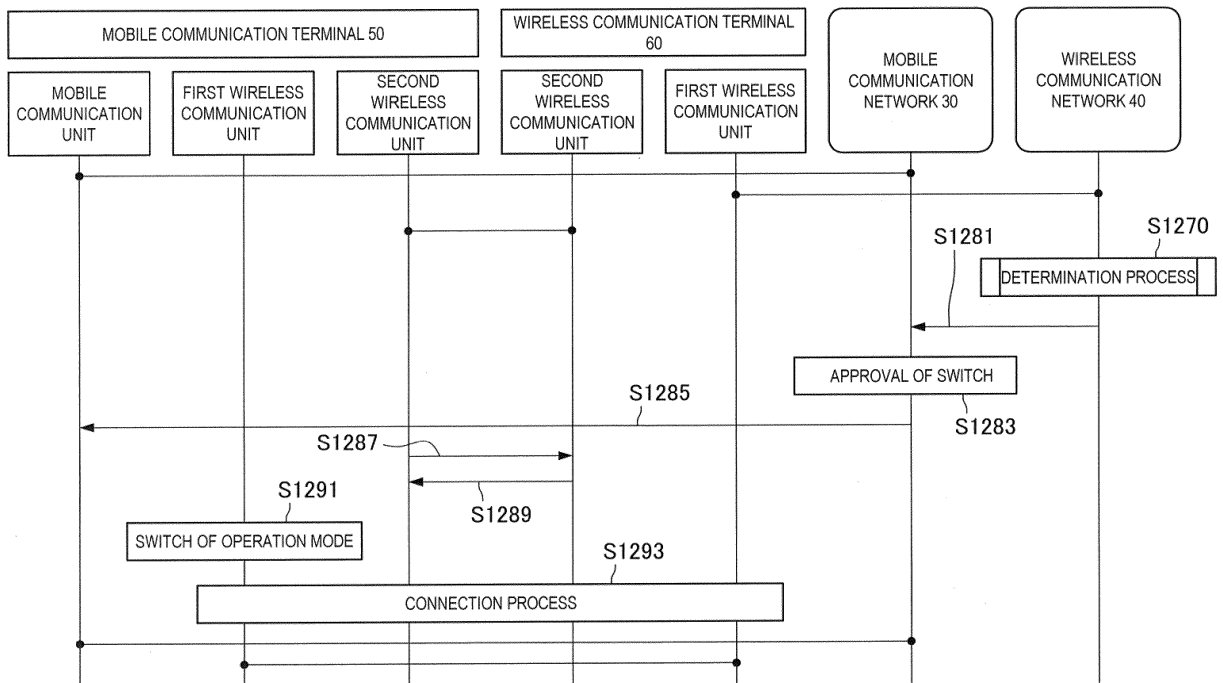 MOBILE COMMUNICATION TERMINAL 50
WIRELESS COMMUNICATION TERMINAL
60
MOBILE
COMMUNICATION
UNIT
FIRST WIRELESS
COMMUNICATION
UNIT
SECOND
WIRELESS
COMMUNICATION
UNIT
SECOND
WIRELESS
COMMUNICATION
UNIT
FIRST WIRELESS
COMMUNICATION
UNIT
MOBILE
COMMUNICATION
NETWORK 30
WIRELESS
COMMUNICATION
NETWORK 40
S1270
S1281
DETERMINATION PROCESS
APPROVAL OF SWITCH
S1285
S1283
S1287
S1289
S1291
SWITCH OF OPERATION MODE
S1293
CONNECTION PROCESS